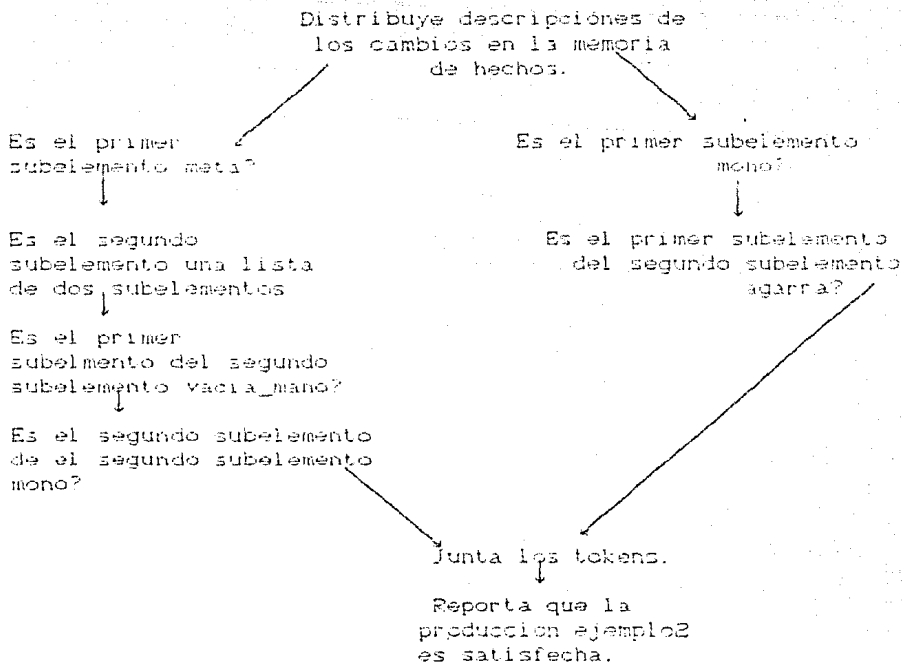 Distribuye descripciónes de
los cambios en la memoria
de hechos.
Es el primer
subelemento meta?
Es el primer subelemento
mono?
Es el segundo
subelemento una lista
de dos subelementos
Es el primer subelemento
del segundo subelemento
agarra?
Es el primer
subelmento del segundo
subelemento vacia_mano?
Es el segundo subelemento
de el segundo subelemento
mono?
Junta los tokens.
Reporta que la
produccion ejemplo2
es satisfecha.